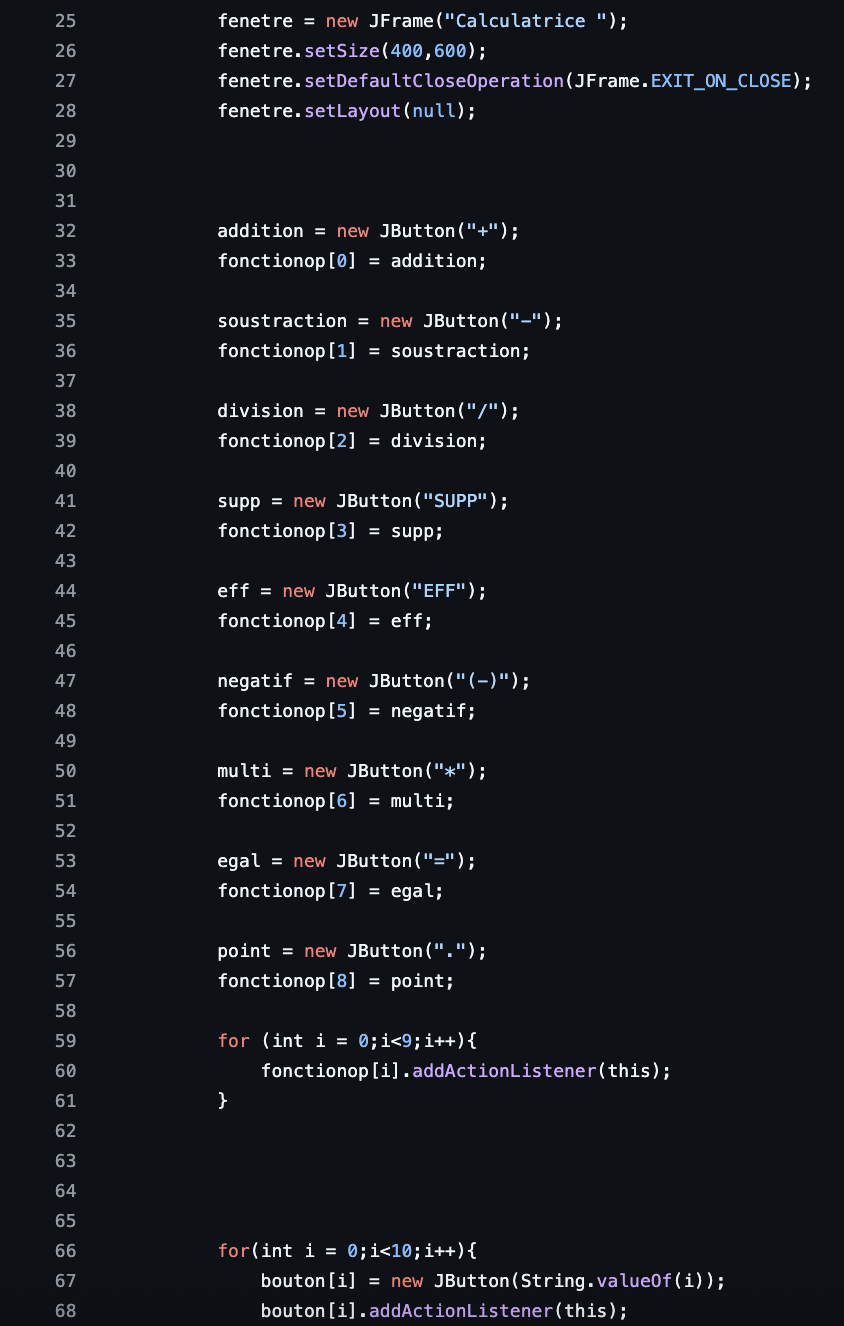 25 fenetre = new JFrame("Calculatrice ");
26 fenetre.setSize(400,600);
27 fenetre.setDefaultCloseOperation(JFrame.EXIT_ON_CLOSE);
28 fenetre.setLayout(null);
29
30
31
32 addition = new JButton("+");
33 fonctionop[0] = addition;
34
35 soustraction = new JButton("-");
36 fonctionop[1] = soustraction;
37
38 division = new JButton("/");
39 fonctionop[2] = division;
40
41 supp = new JButton("SUPP");
42 fonctionop[3] = supp;
43
44 eff = new JButton("EFF");
45 fonctionop[4] = eff;
46
47 negatif = new JButton("(-)");
48 fonctionop[5] = negatif;
49
50 multi = new JButton("*");
51 fonctionop[6] = multi;
52
53 egal = new JButton("=");
54 fonctionop[7] = egal;
55
56 point = new JButton(".");
57 fonctionop[8] = point;
58
59 for (int i = 0;i<9;i++){
60 fonctionop[i].addActionListener(this);
61 }
62
63
64
65
66 for(int i = 0;i<10;i++){
67 bouton[i] = new JButton(String.valueOf(i));
68 bouton[i].addActionListener(this);